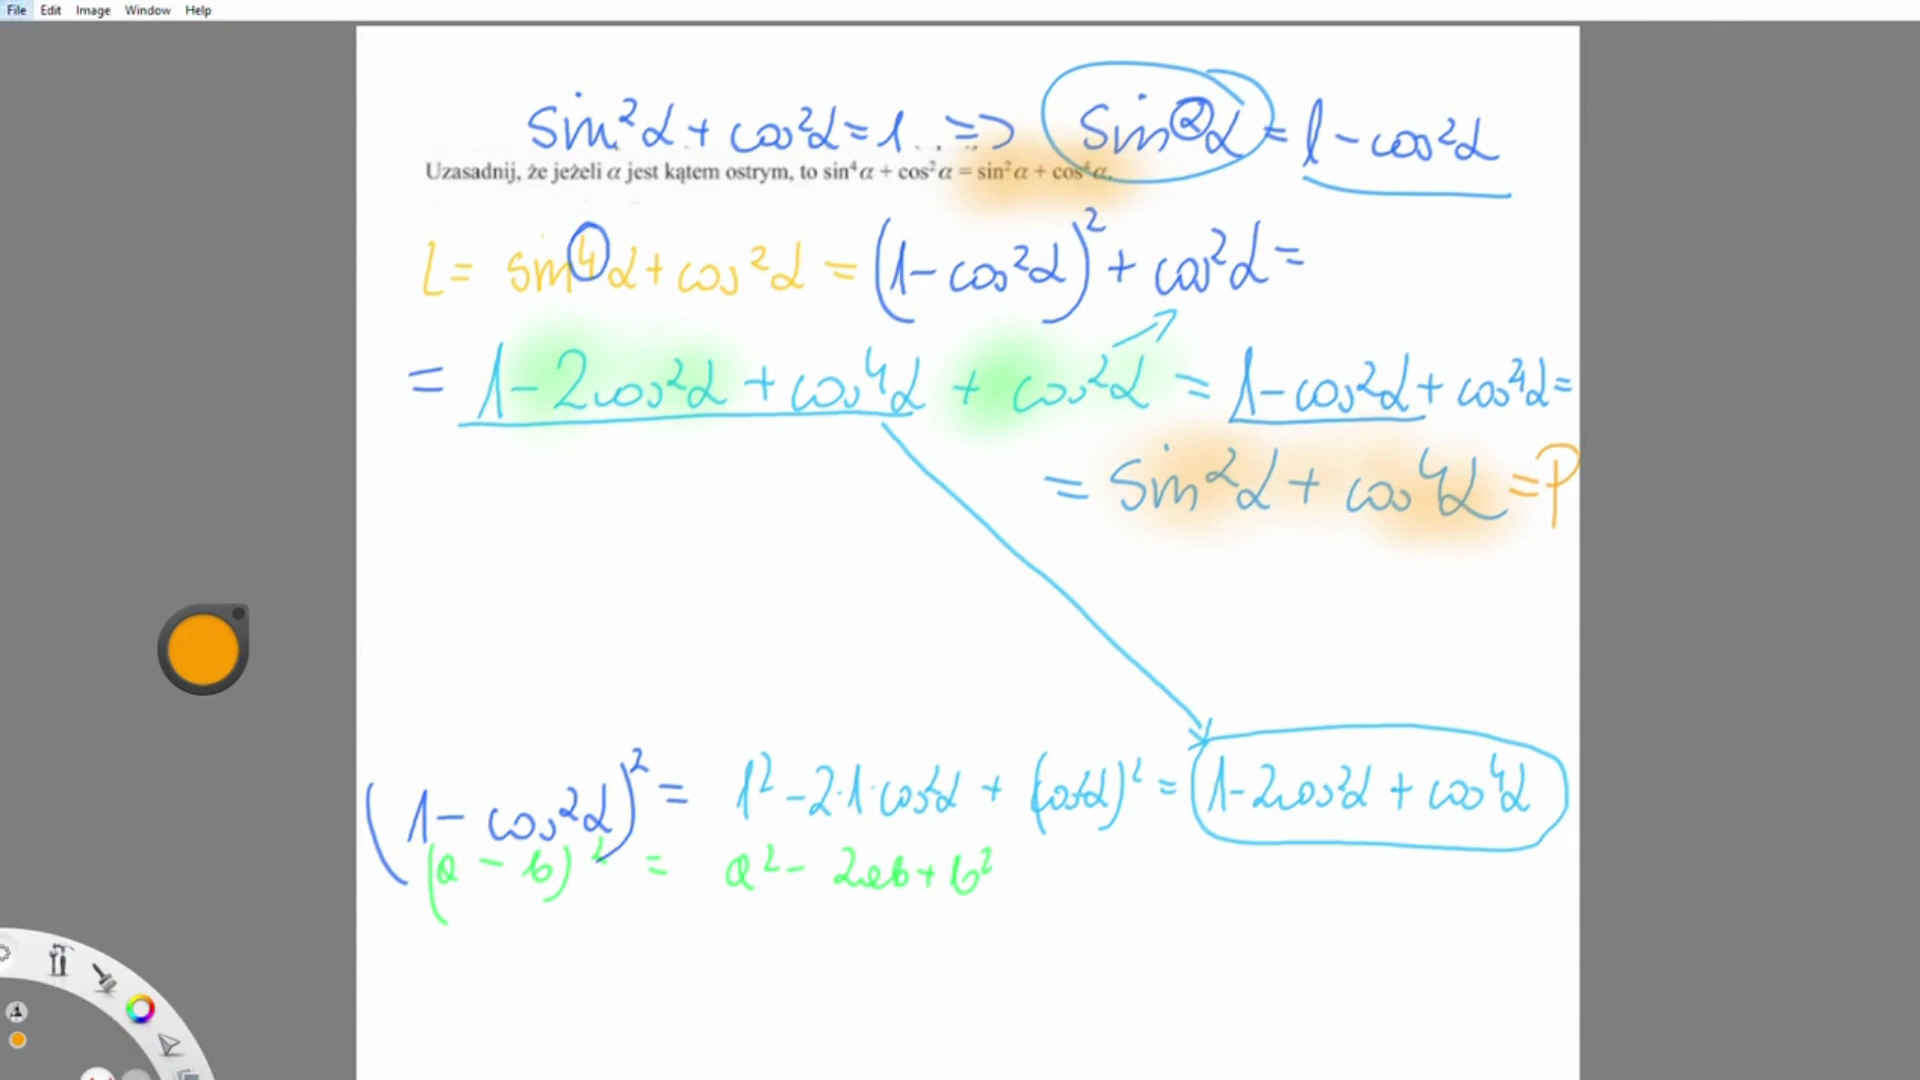 File Edit Image Window Help
sin²α + cos²α = 1 => sin²α = 1 - cos²α
Uzasadnij, że jeżeli α jest kątem ostrym, to sin⁴α + cos²α = sin²α + cos⁴α.
L = sin⁴α + cos²α = (1 - cos²α)² + cos²α =
= 1 - 2cos²α + cos⁴α + cos²α = 1 - cos²α + cos⁴α =
= sin²α + cos⁴α = P
(1 - cos²α)² = 1² - 2·1·cos²α + (cos²α)² = 1 - 2cos²α + cos⁴α
(a - b)² = a² - 2ab + b²